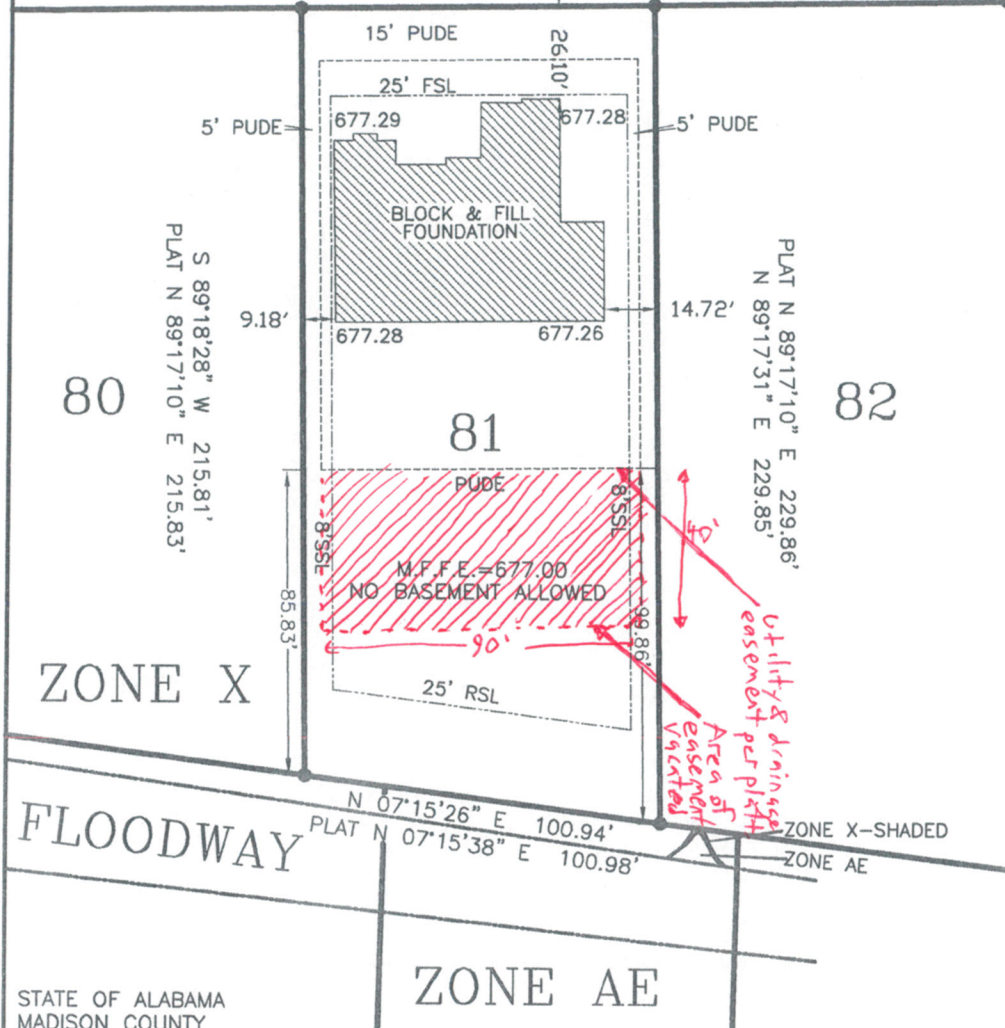 15' PUDE
26.10'
25' FSL
5' PUDE
677.29
677.28
5' PUDE
BLOCK & FILL
FOUNDATION
S 89°18'28" W 215.81'
PLAT N 89°17'10" E 215.83'
PLAT N 89°17'10" E 229.86'
N 89°17'31" E 229.85'
9.18'
14.72'
677.28
677.26
80
81
82
PUDE
8'SSL
8'SSL
40'
M.F.F.E.=677.00
NO BASEMENT ALLOWED
85.83'
99.86'
90'
utility & drainage
easement per platt
Area of
easement
vacated
ZONE X
25' RSL
N 07°15'26" E 100.94'
PLAT N 07°15'38" E 100.98'
FLOODWAY
ZONE X-SHADED
ZONE AE
ZONE AE
STATE OF ALABAMA
MADISON COUNTY